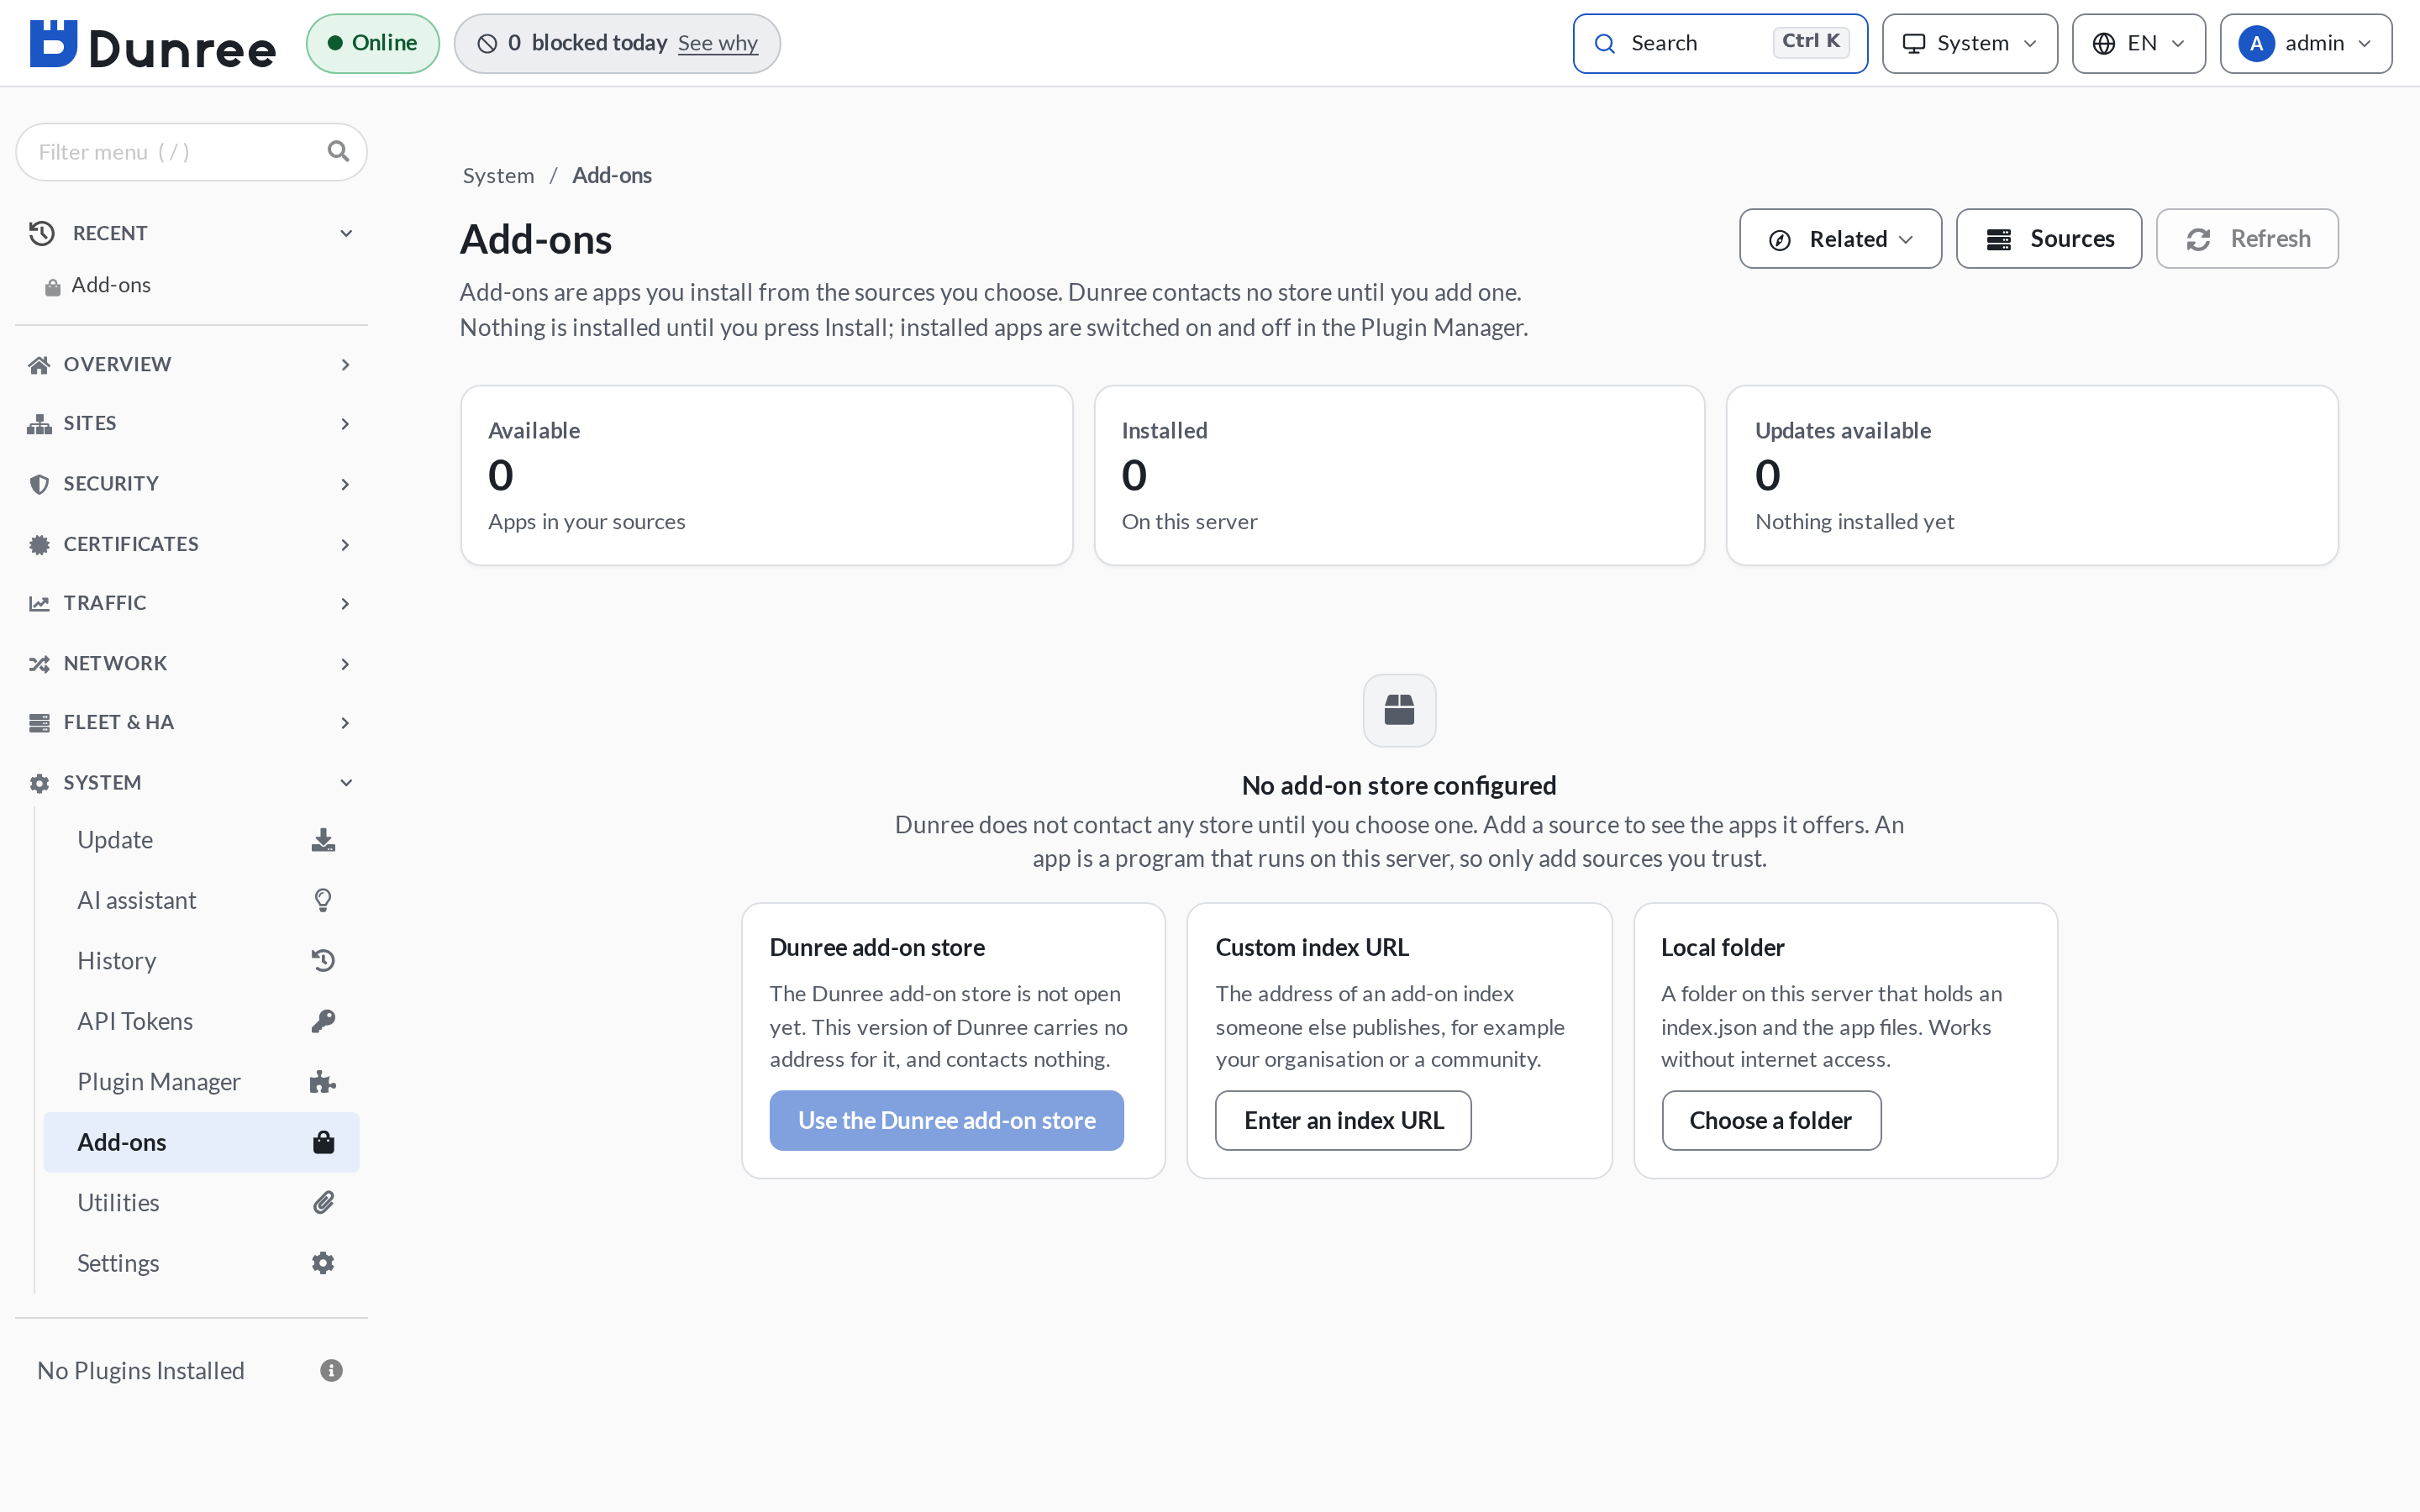 Dunree
Online
0 blocked today See why
Search Ctrl K
System
EN
A admin
Filter menu ( / )
RECENT
Add-ons
OVERVIEW
SITES
SECURITY
CERTIFICATES
TRAFFIC
NETWORK
FLEET & HA
SYSTEM
Update
AI assistant
History
API Tokens
Plugin Manager
Add-ons
Utilities
Settings
No Plugins Installed
System / Add-ons
Add-ons
Related
Sources
Refresh
Add-ons are apps you install from the sources you choose. Dunree contacts no store until you add one.
Nothing is installed until you press Install; installed apps are switched on and off in the Plugin Manager.
Available
0
Apps in your sources
Installed
0
On this server
Updates available
0
Nothing installed yet
No add-on store configured
Dunree does not contact any store until you choose one. Add a source to see the apps it offers. An
app is a program that runs on this server, so only add sources you trust.
Dunree add-on store
The Dunree add-on store is not open
yet. This version of Dunree carries no
address for it, and contacts nothing.
Use the Dunree add-on store
Custom index URL
The address of an add-on index
someone else publishes, for example
your organisation or a community.
Enter an index URL
Local folder
A folder on this server that holds an
index.json and the app files. Works
without internet access.
Choose a folder